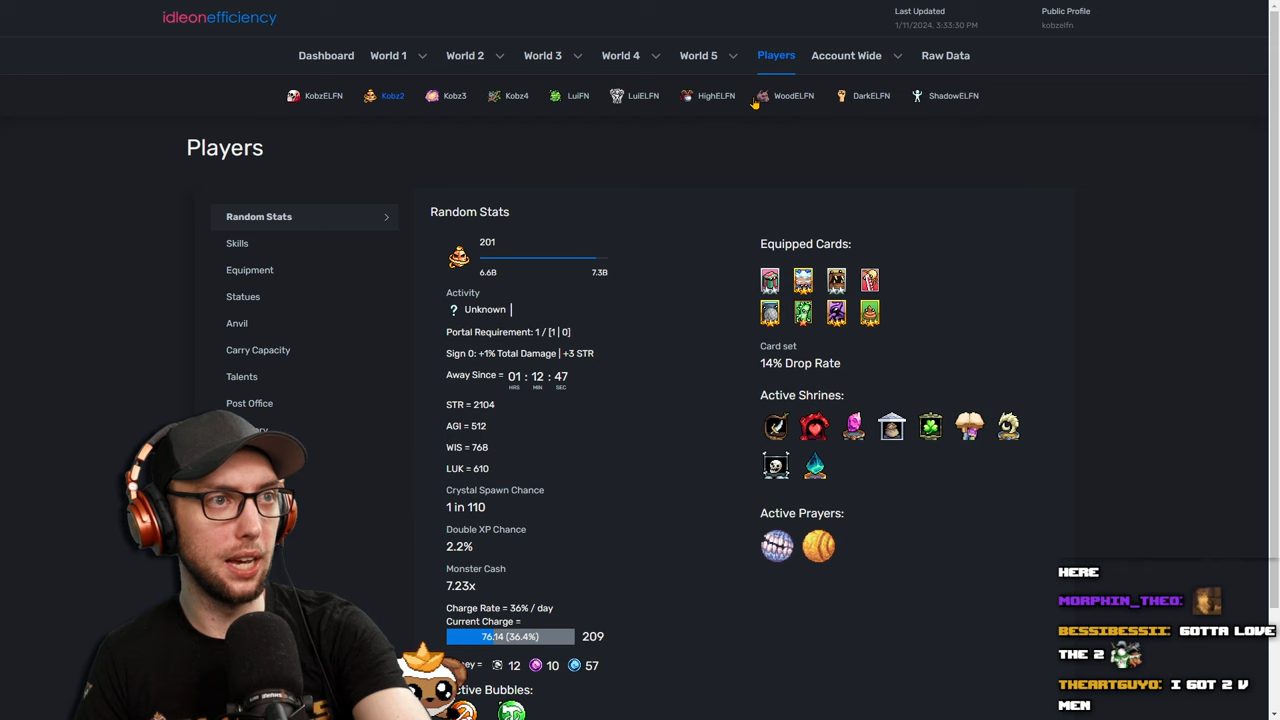 idleonefficiency
Last Updated
1/11/2024, 3:33:30 PM
Public Profile
kobzelfn
Dashboard World 1 World 2 World 3 World 4 World 5 Players Account Wide Raw Data
KobzELFN Kobz2 Kobz3 Kobz4 LuiFN LuiELFN HighELFN WoodELFN DarkELFN ShadowELFN
Players
Random Stats
Skills
Equipment
Statues
Anvil
Carry Capacity
Talents
Post Office
Random Stats
201
6.6B 7.3B
Activity
? Unknown |
Portal Requirement: 1 / [1 | 0]
Sign 0: +1% Total Damage | +3 STR
Away Since = 01 : 12 : 47
HRS MIN SEC
STR = 2104
AGI = 512
WIS = 768
LUK = 610
Crystal Spawn Chance
1 in 110
Double XP Chance
2.2%
Monster Cash
7.23x
Charge Rate = 36% / day
Current Charge =
76.14 (36.4%) 209
ey = 12 10 57
tive Bubbles:
Equipped Cards:
Card set
14% Drop Rate
Active Shrines:
Active Prayers:
HERE
MORPHIN_THEO:
BESSIBESSII: GOTTA LOVE
THE 2
THEARTGUYO: I GOT 2 V
MEN